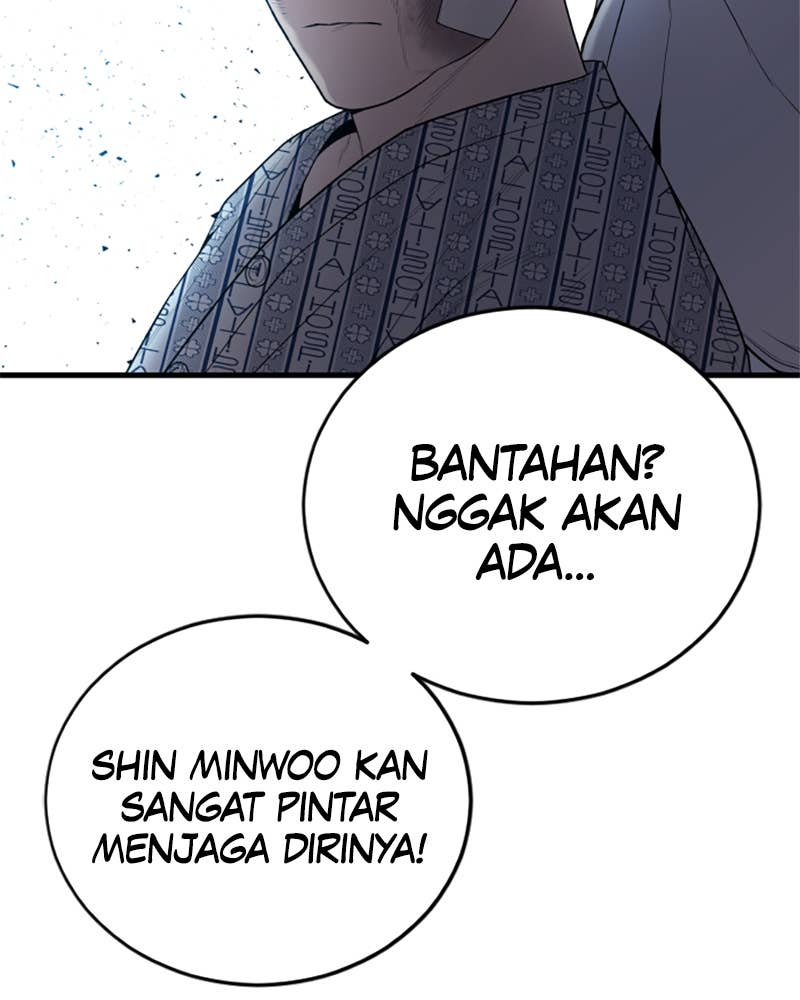 BANTAHAN?
NGGAK AKAN
ADA...
SHIN MINWOO KAN
SANGAT PINTAR
MENJAGA DIRINYA!